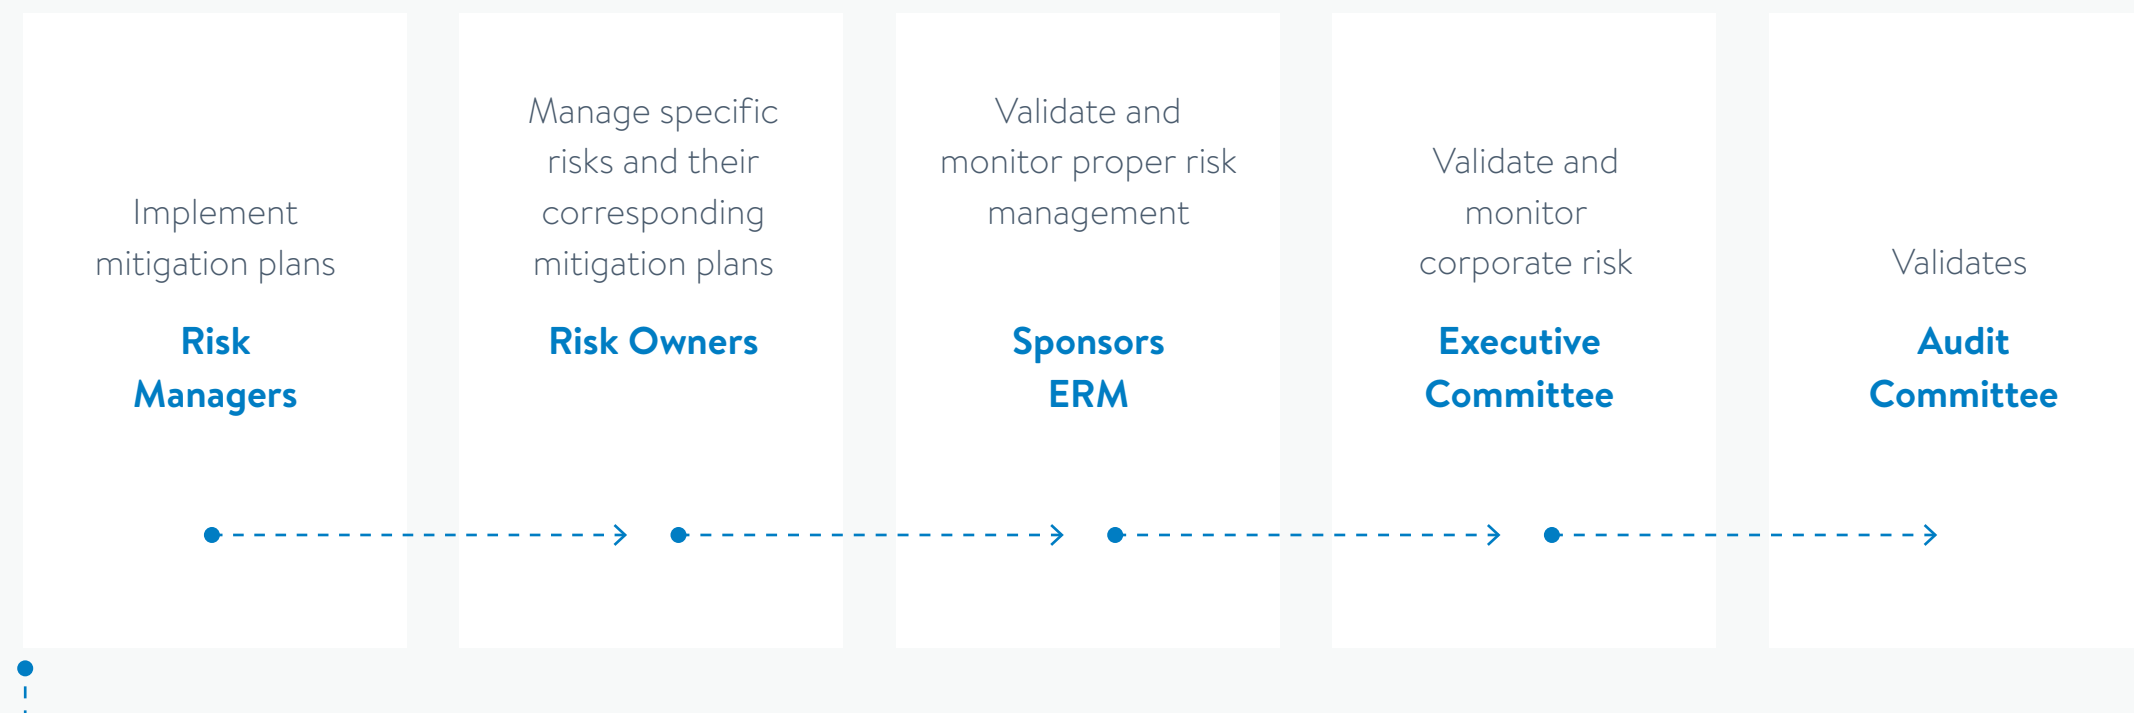 Implement
mitigation plans
Risk
Managers
Manage specific
risks and their
corresponding
mitigation plans
Risk Owners
Validate and
monitor proper risk
management
Sponsors
ERM
Validate and
monitor
corporate risk
Executive
Committee
Validates
Audit
Committee